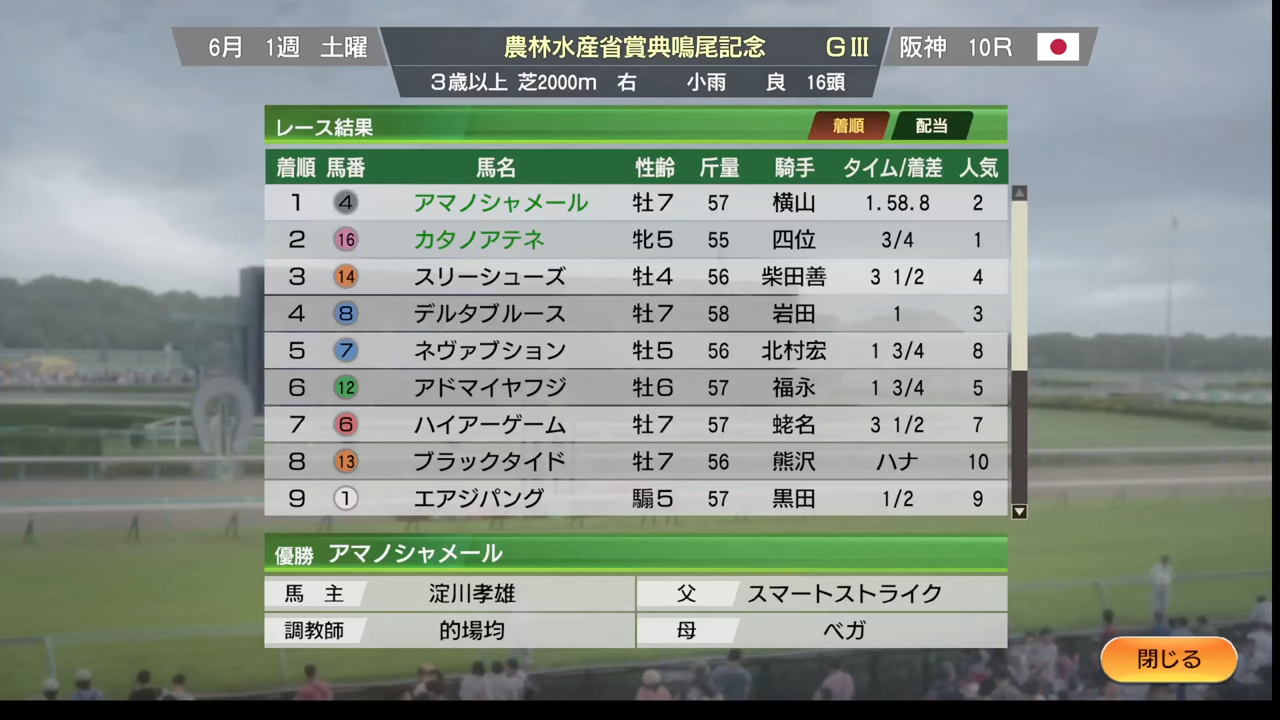 6月 1週 土曜 農林水産省賞典鳴尾記念 GⅢ 阪神 10R
3歳以上 芝2000m 右 小雨 良 16頭
レース結果 着順 配当
着順 馬番 馬名 性齢 斤量 騎手 タイム/着差 人気
1 4 アマノシャメール 牡7 57 横山 1.58.8 2
2 16 カタノアテネ 牝5 55 四位 3/4 1
3 14 スリーシューズ 牡4 56 柴田善 3 1/2 4
4 8 デルタブルース 牡7 58 岩田 1 3
5 7 ネヴァブション 牡5 56 北村宏 1 3/4 8
6 12 アドマイヤフジ 牡6 57 福永 1 3/4 5
7 6 ハイアーゲーム 牡7 57 蛯名 3 1/2 7
8 13 ブラックタイド 牡7 56 熊沢 ハナ 10
9 1 エアジパング 騸5 57 黒田 1/2 9
優勝 アマノシャメール
馬主 淀川孝雄 父 スマートストライク
調教師 的場均 母 ベガ
閉じる